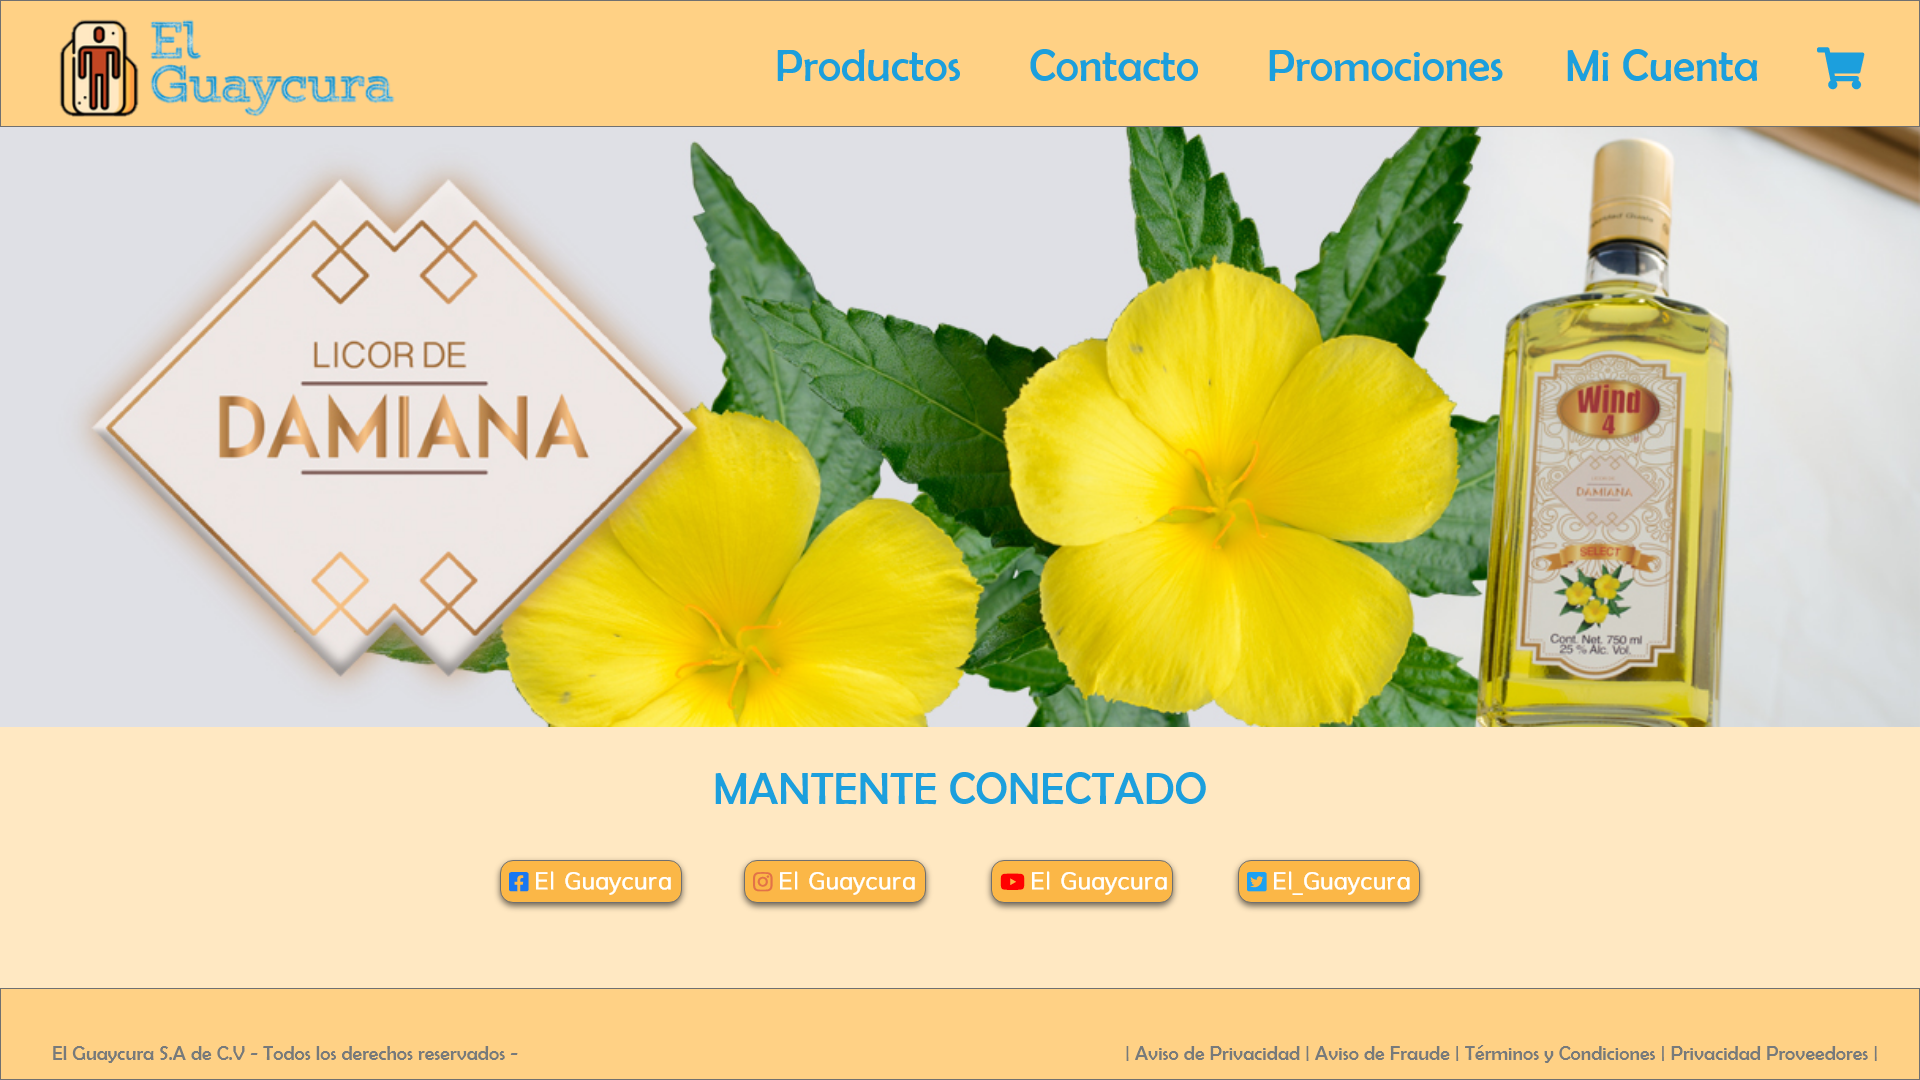 El
Guaycura
Productos
Contacto
Promociones
Mi Cuenta
LICOR DE
DAMIANA
Wind
4
DAMIANA
SELECT
Cont. Net. 750 ml
25 % Alc. Vol.
MANTENTE CONECTADO
El Guaycura
El Guaycura
El Guaycura
El_Guaycura
El Guaycura S.A de C.V - Todos los derechos reservados -
| Aviso de Privacidad | Aviso de Fraude | Términos y Condiciones | Privacidad Proveedores |